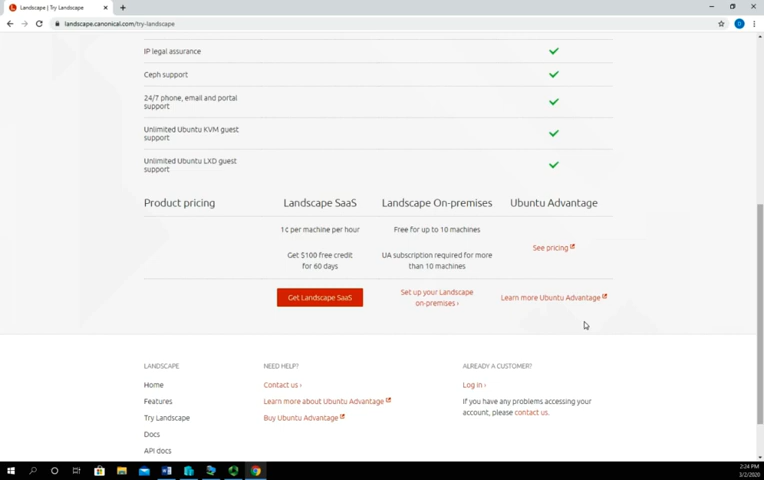 Landscape | Try Landscape
landscape.canonical.com/try-landscape
IP legal assurance
Ceph support
24/7 phone, email and portal
support
Unlimited Ubuntu KVM guest
support
Unlimited Ubuntu LXD guest
support
Product pricing Landscape SaaS Landscape On-premises Ubuntu Advantage
1¢ per machine per hour Free for up to 10 machines
See pricing
Get $100 free credit UA subscription required for more
for 60 days than 10 machines
Get Landscape SaaS Set up your Landscape
on-premises › Learn more Ubuntu Advantage
LANDSCAPE NEED HELP? ALREADY A CUSTOMER?
Home Contact us › Log in ›
Features Learn more about Ubuntu Advantage If you have any problems accessing your
account, please contact us.
Try Landscape Buy Ubuntu Advantage
Docs
API docs
2:24 PM
3/2/2020